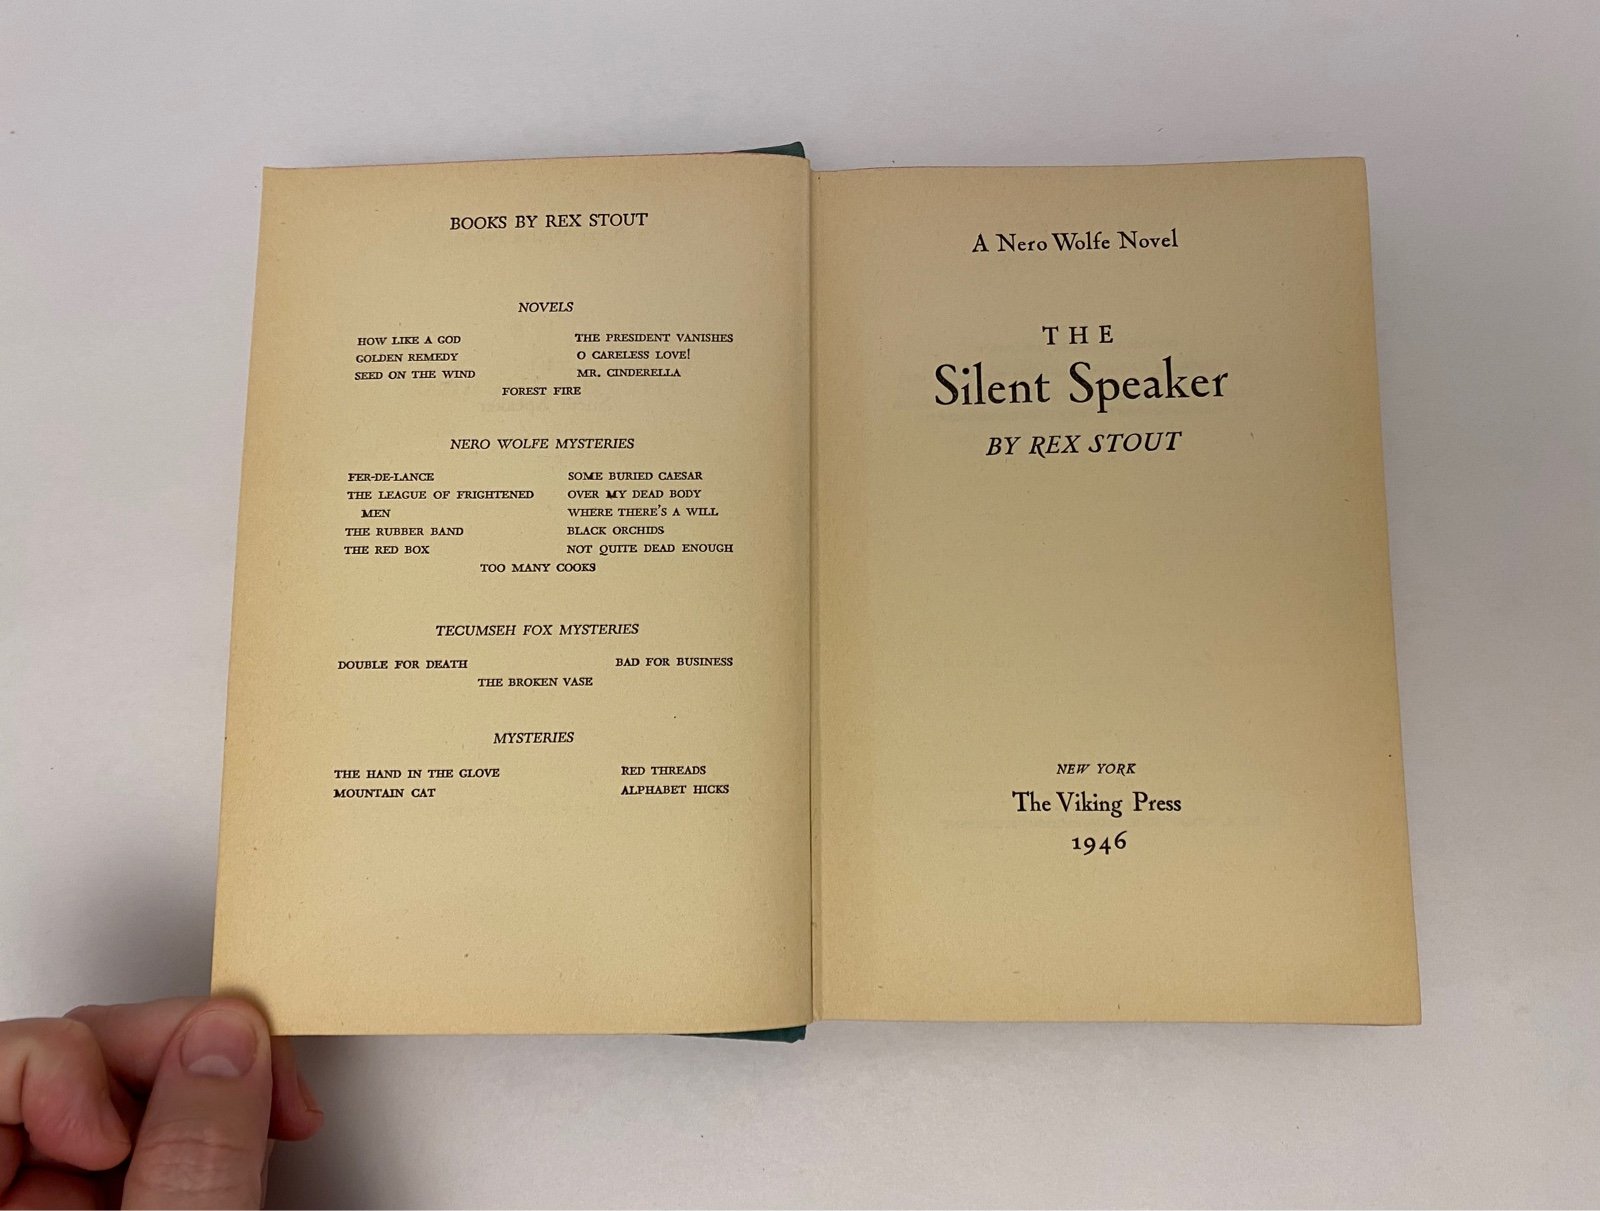 BOOKS BY REX STOUT
NOVELS
HOW LIKE A GOD
GOLDEN REMEDY
SEED ON THE WIND
THE PRESIDENT VANISHES
O CARELESS LOVE!
MR. CINDERELLA
FOREST FIRE
NERO WOLFE MYSTERIES
FER-DE-LANCE
THE LEAGUE OF FRIGHTENED
MEN
THE RUBBER BAND
THE RED BOX
SOME BURIED CAESAR
OVER MY DEAD BODY
WHERE THERE'S A WILL
BLACK ORCHIDS
NOT QUITE DEAD ENOUGH
TOO MANY COOKS
TECUMSEH FOX MYSTERIES
DOUBLE FOR DEATH
BAD FOR BUSINESS
THE BROKEN VASE
MYSTERIES
THE HAND IN THE GLOVE
MOUNTAIN CAT
RED THREADS
ALPHABET HICKS
A Nero Wolfe Novel
THE
Silent Speaker
BY REX STOUT
NEW YORK
The Viking Press
1946